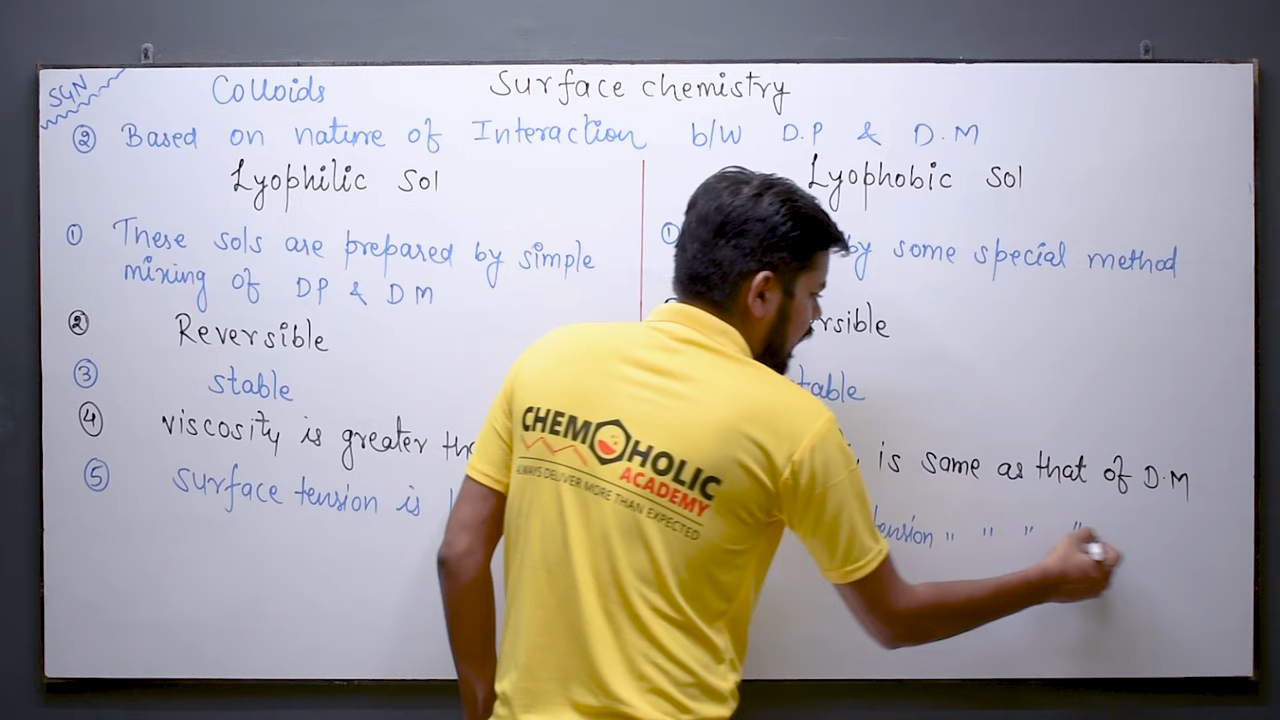 SGN
Colloids
Surface chemistry
② Based on nature of Interaction b/w D.P & D.M
Lyophilic Sol
Lyophobic Sol
① These sols are prepared by simple
mixing of DP & DM
② Reversible
③ stable
④ viscosity is greater
⑤ Surface tension is
① by some special method
rsible
table
is same as that of D.M
tension " " " "
CHEMOHOLIC
ACADEMY
ALWAYS DELIVER MORE THAN EXPECTED